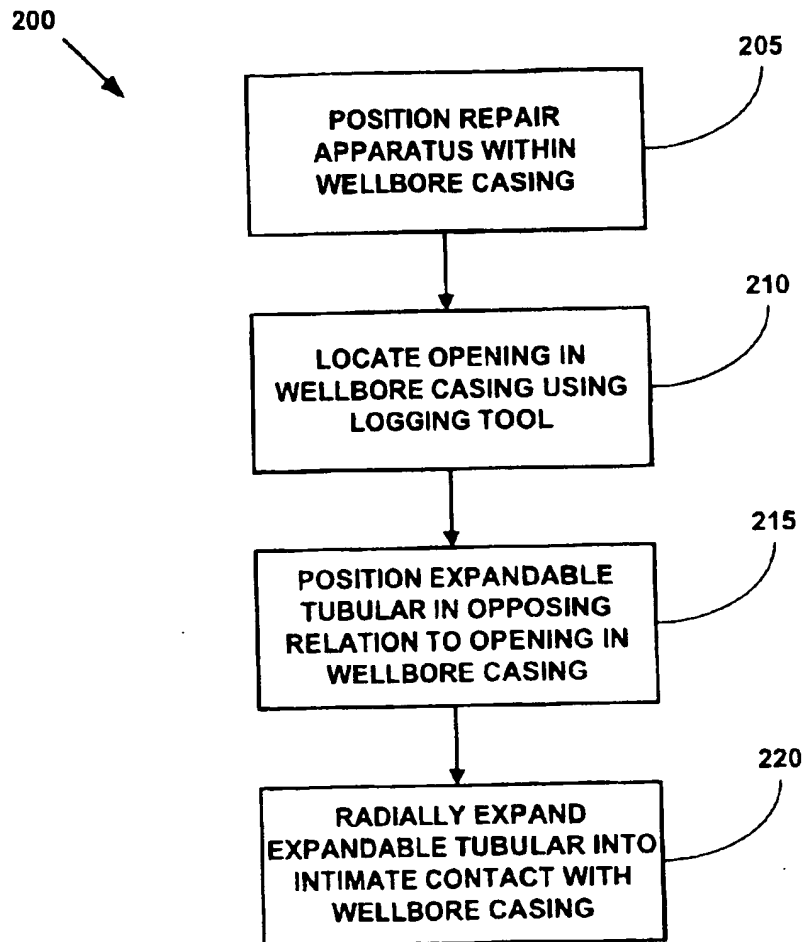 200
205
POSITION REPAIR
APPARATUS WITHIN
WELLBORE CASING
210
LOCATE OPENING IN
WELLBORE CASING USING
LOGGING TOOL
215
POSITION EXPANDABLE
TUBULAR IN OPPOSING
RELATION TO OPENING IN
WELLBORE CASING
220
RADIALLY EXPAND
EXPANDABLE TUBULAR INTO
INTIMATE CONTACT WITH
WELLBORE CASING